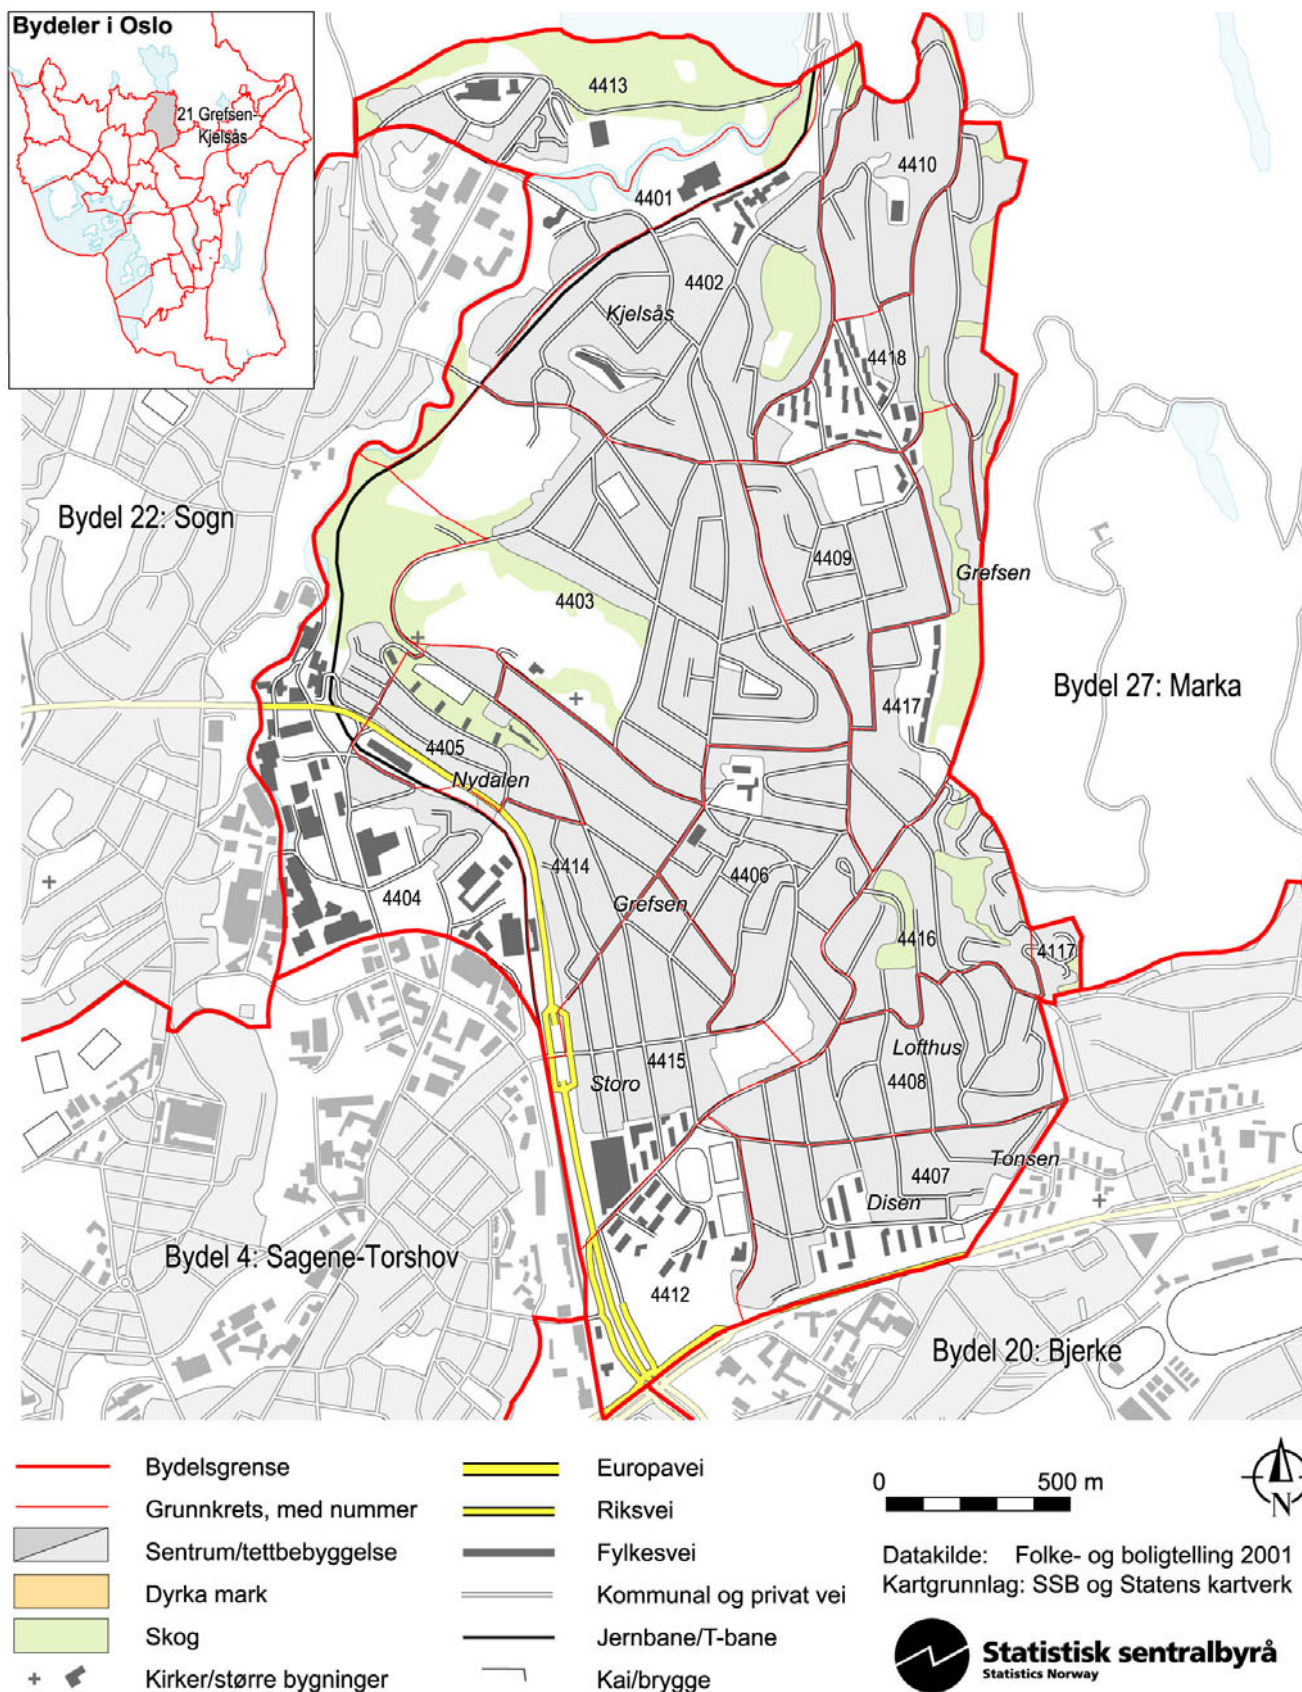 Bydeler i Oslo
21 Grefsen-
Kjelsås
4413
4410
4401
4402
Kjelsås
4418
Bydel 22: Sogn
4409
Grefsen
4403
Bydel 27: Marka
4417
4405
Nydalen
4414
4406
4404
Grefsen
4416
4117
Lofthus
4415
Storo
4408
Tonsen
4407
Disen
Bydel 4: Sagene-Torshov
4412
Bydel 20: Bjerke
Bydelsgrense
Grunnkrets, med nummer
Sentrum/tettbebyggelse
Dyrka mark
Skog
Kirker/større bygninger
Europavei
Riksvei
Fylkesvei
Kommunal og privat vei
Jernbane/T-bane
Kai/brygge
0 500 m
N
Datakilde: Folke- og boligtelling 2001
Kartgrunnlag: SSB og Statens kartverk
Statistisk sentralbyrå
Statistics Norway